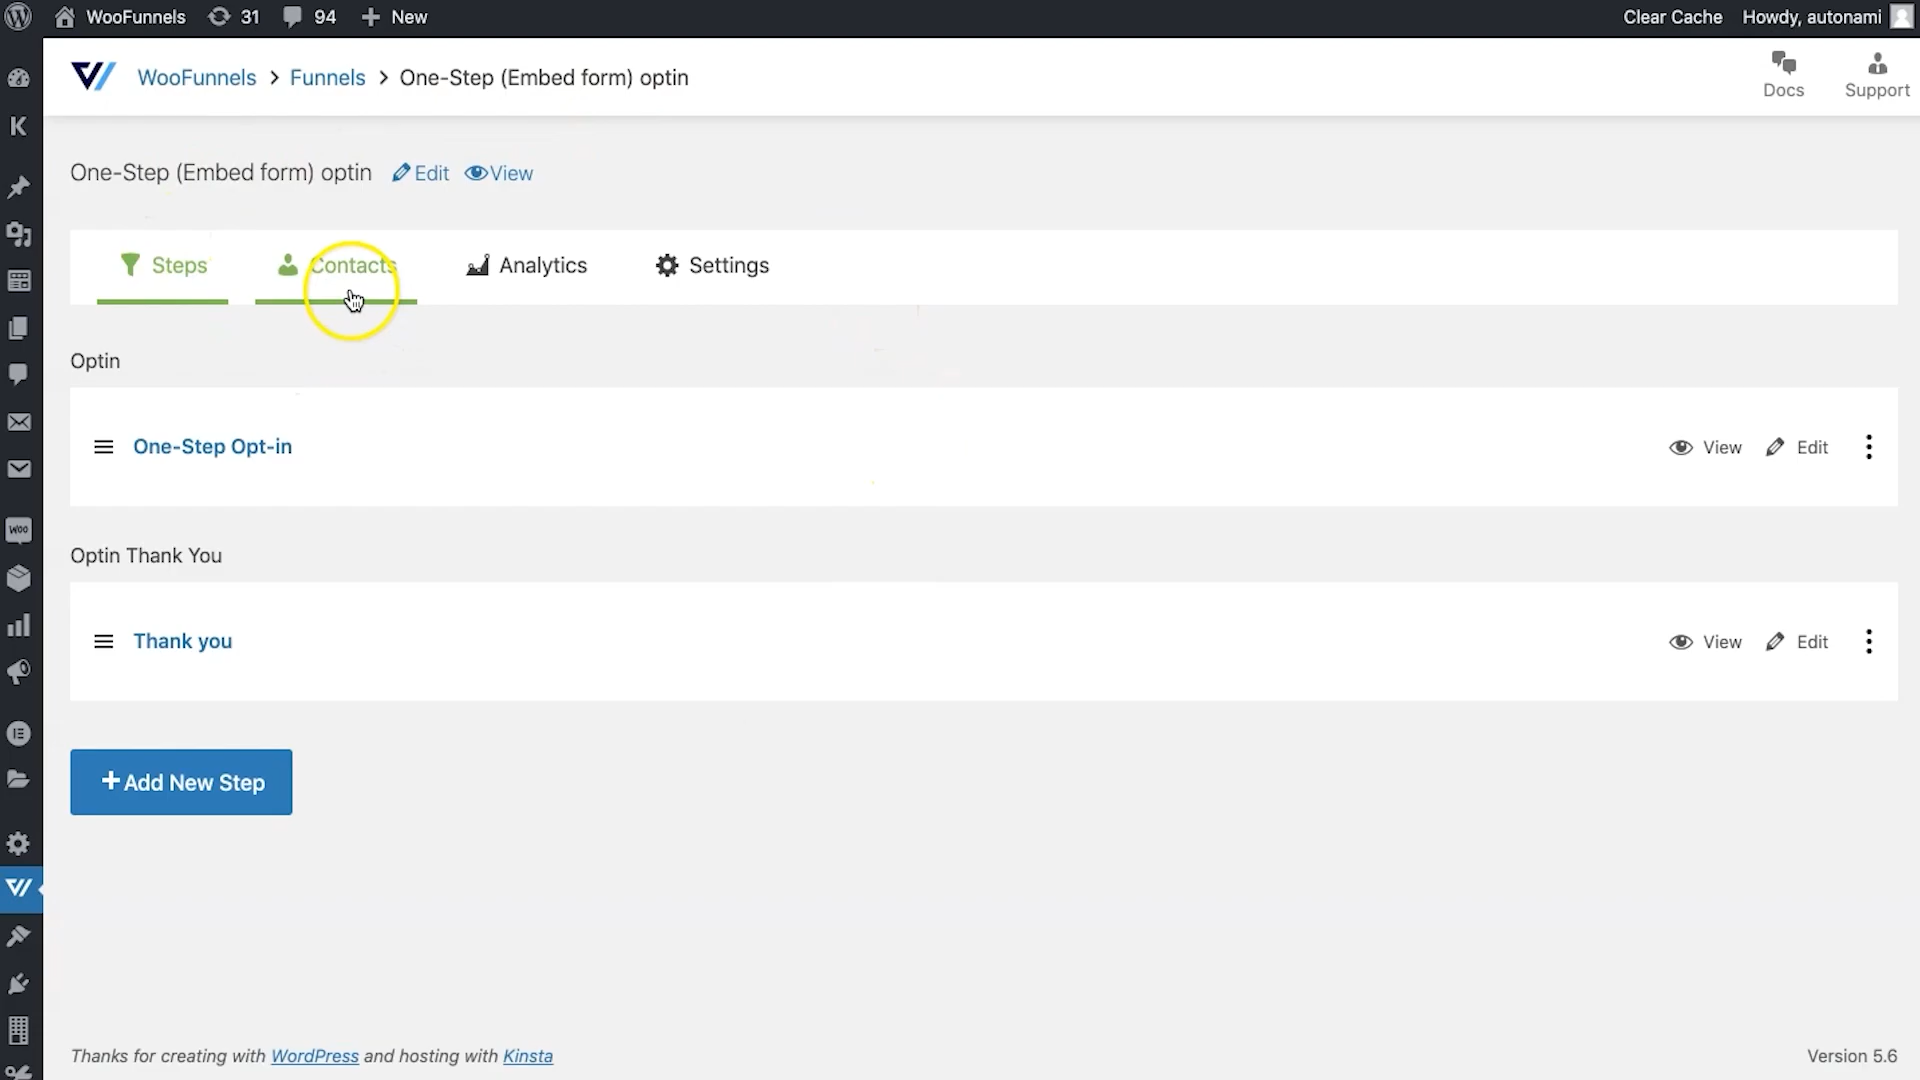 WooFunnels 31 94 New Clear Cache Howdy, autonami
WooFunnels > Funnels > One-Step (Embed form) optin
Docs Support
One-Step (Embed form) optin Edit View
Steps Contacts Analytics Settings
Optin
One-Step Opt-in View Edit
Optin Thank You
Thank you View Edit
+ Add New Step
Thanks for creating with WordPress and hosting with Kinsta Version 5.6
WOO